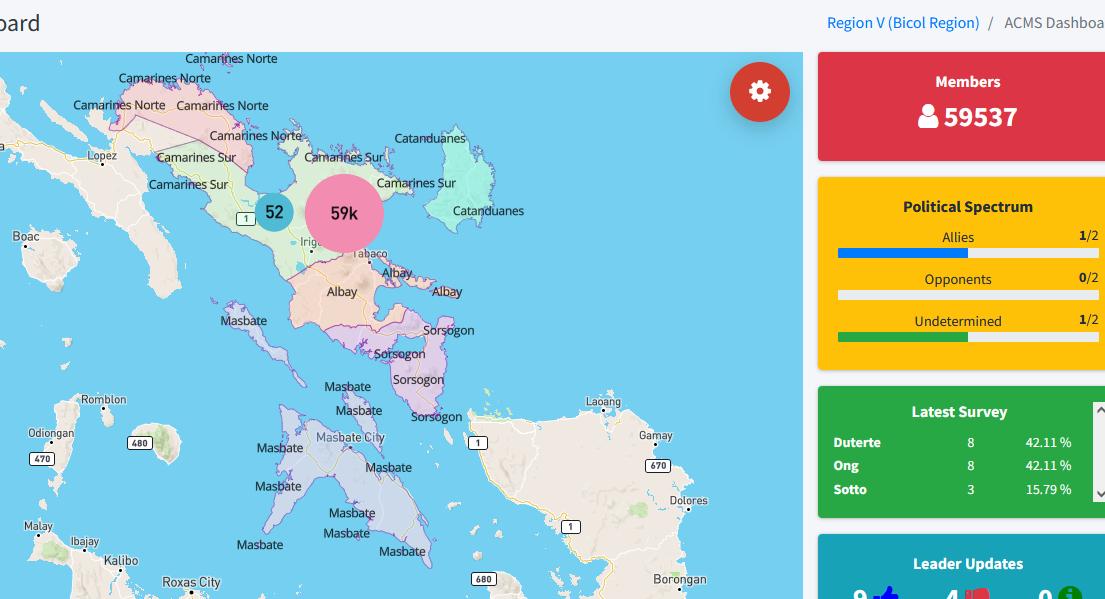 oard
Region V (Bicol Region) / ACMS Dashboa
Camarines Norte
Camarines Norte
Camarines Norte Camarines Norte
Camarines Norte
Lopez
Camarines Sur
Camarines Sur
Camarines Sur
Camarines Sur
Catanduanes
Catanduanes
1
52
59k
Irig
Tabaco
Boac
Albay
Albay
Albay
Masbate
Sorsogon
Sorsogon
Sorsogon
Sorsogon
Masbate
Masbate
Masbate City
Masbate
Masbate
Masbate
Masbate
Masbate
Masbate
Masbate
Romblon
Odiongan
480
470
Laoang
1
Gamay
670
Dolores
1
Malay
Ibajay
Kalibo
Roxas City
680
Borongan
Members
59537
Political Spectrum
Allies 1/2
Opponents 0/2
Undetermined 1/2
Latest Survey
Duterte 8 42.11 %
Ong 8 42.11 %
Sotto 3 15.79 %
Leader Updates
9 4 0